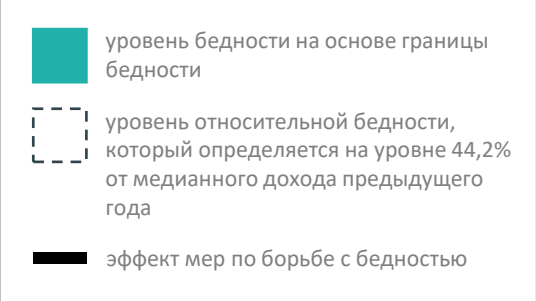 уровень бедности на основе границы
бедности
уровень относительной бедности,
который определяется на уровне 44,2%
от медианного дохода предыдущего
года
эффект мер по борьбе с бедностью